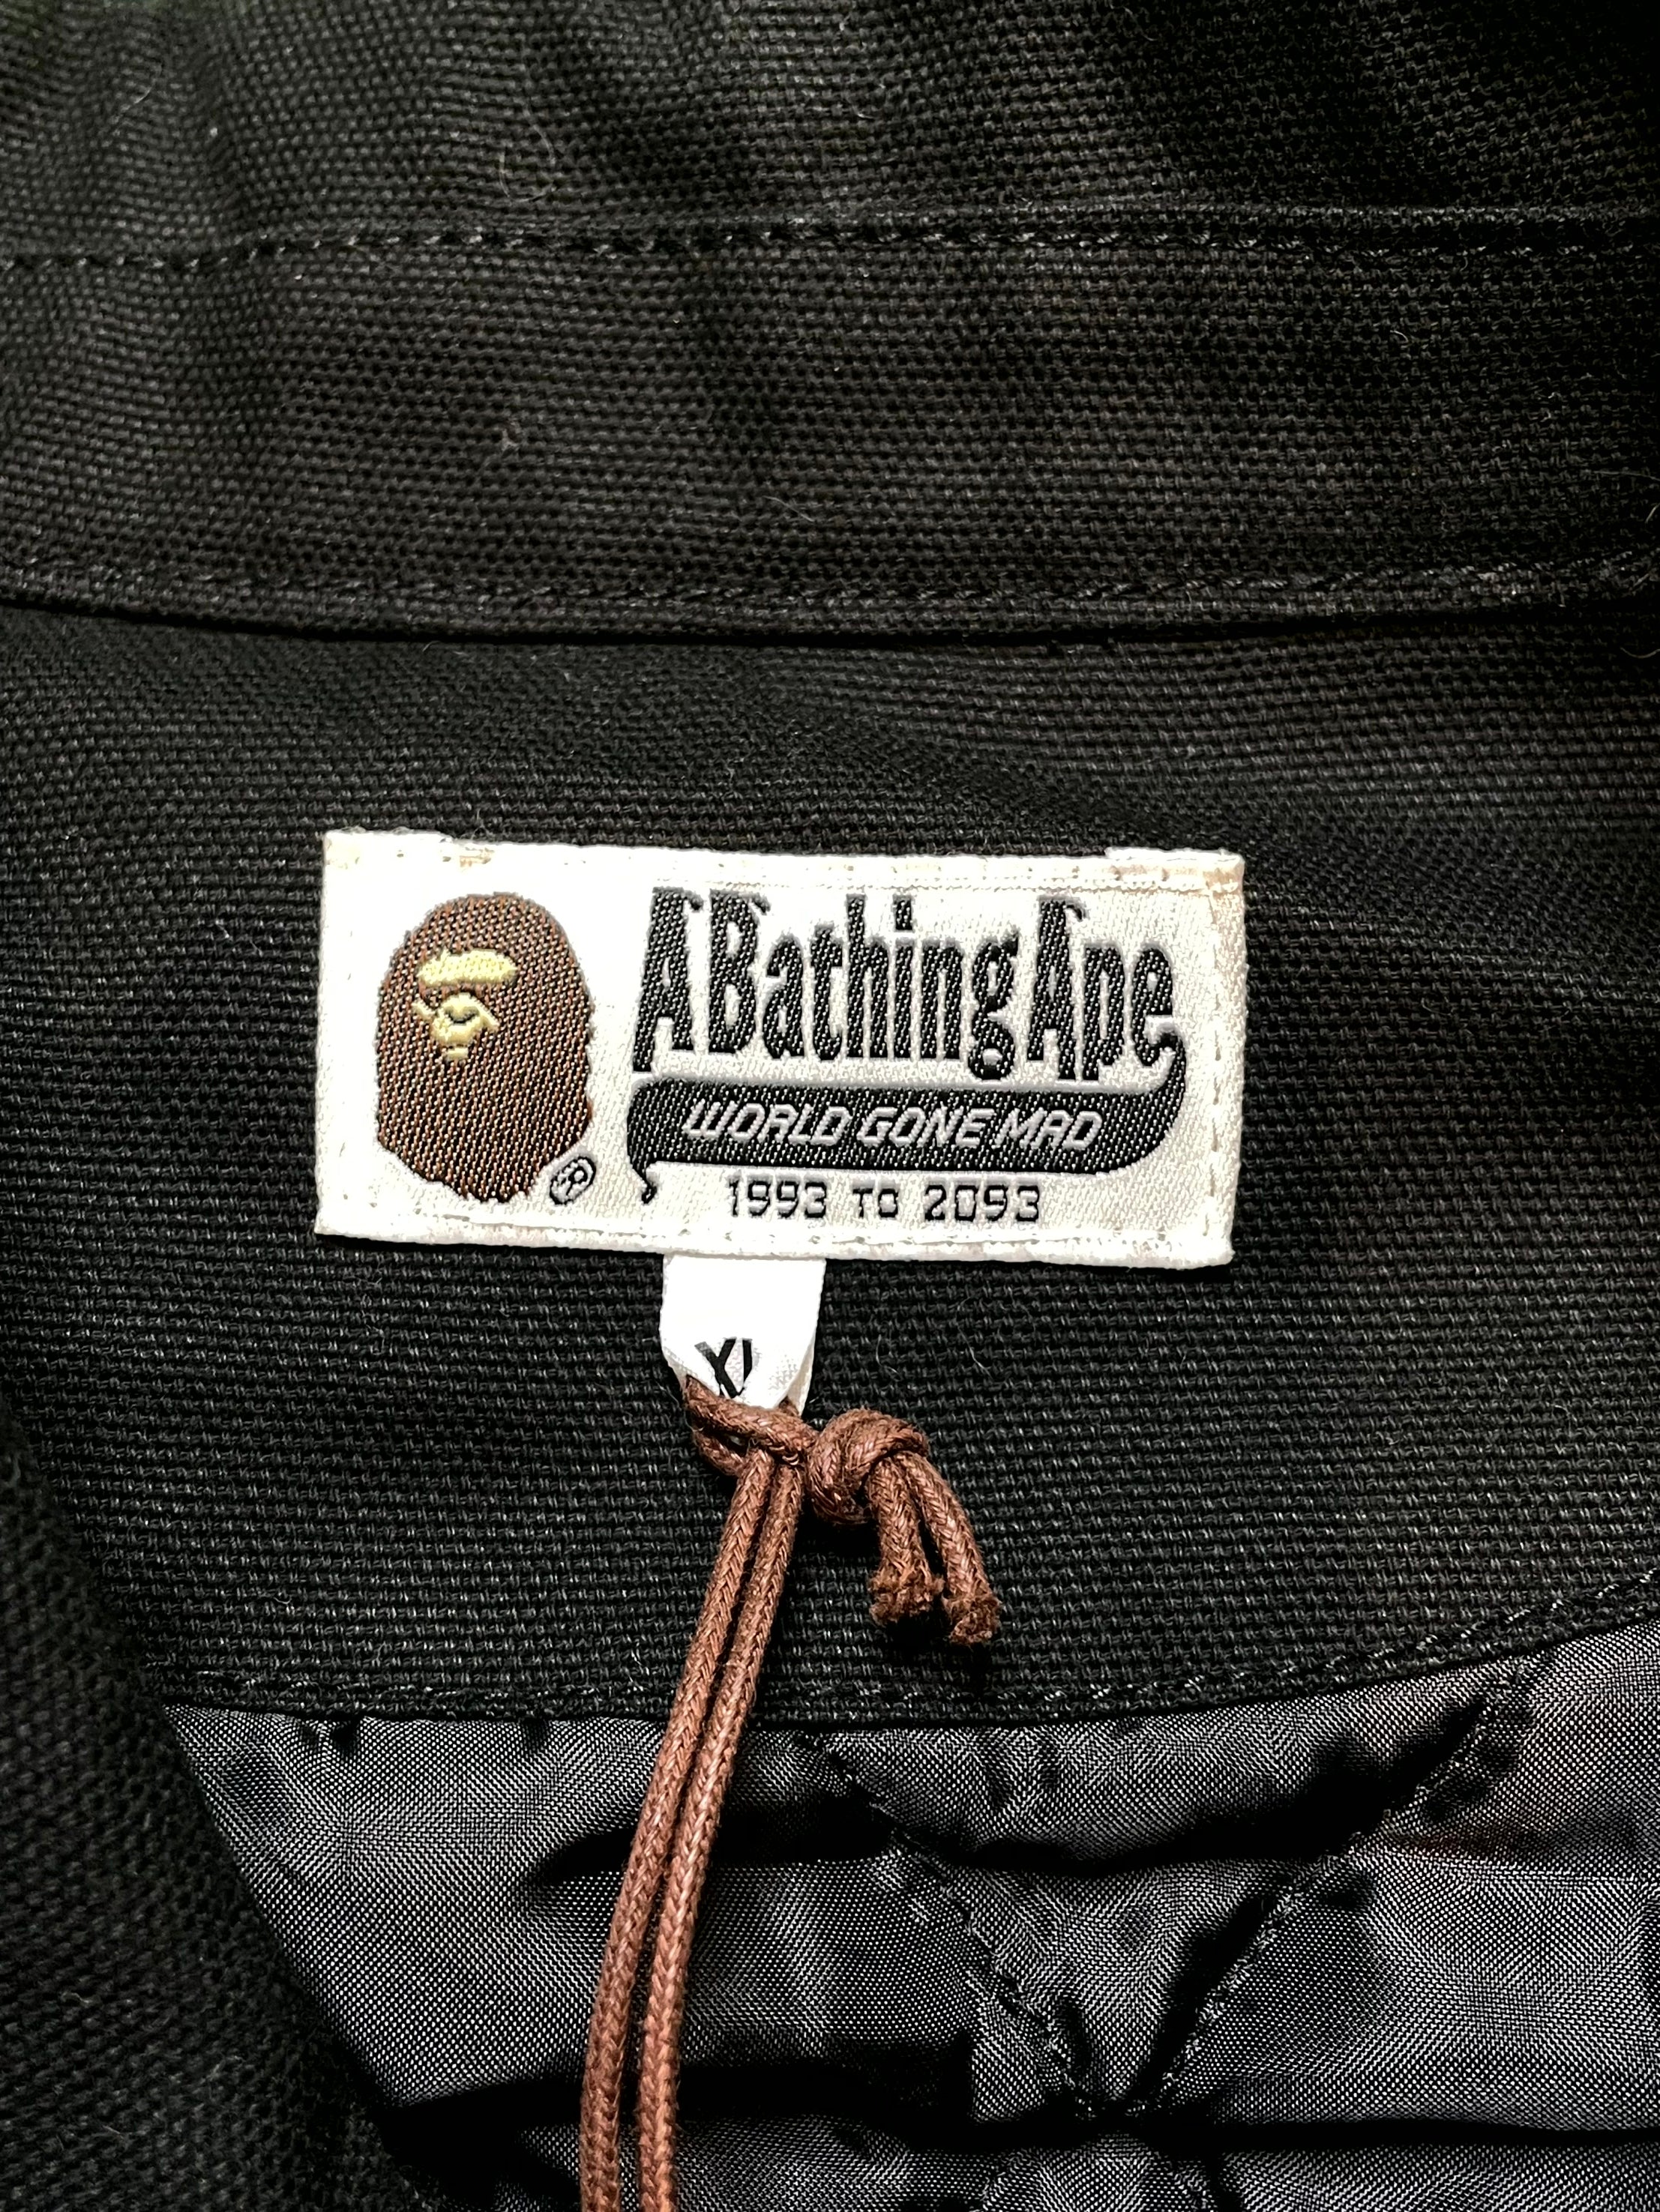 A Bathing Ape
WORLD GONE MAD
1993 TO 2093
®
XL